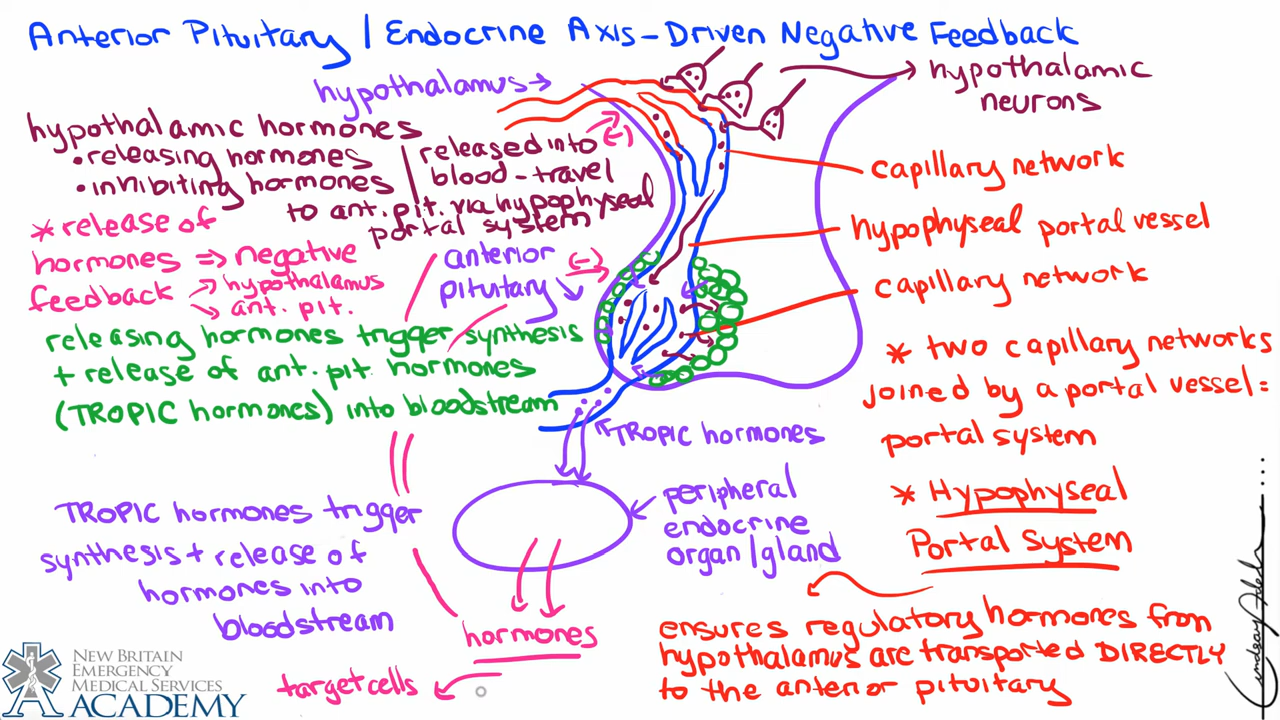 Anterior Pituitary / Endocrine Axis-Driven Negative Feedback
hypothalamus →
hypothalamic
neurons
hypothalamic hormones
• releasing hormones
• inhibiting hormones
released into
blood - travel
to ant. pit. via hypophyseal
portal system
(-)
* release of
hormones ⇒ negative
feedback → hypothalamus
→ ant. pit.
anterior
pituitary
(-)
releasing hormones trigger synthesis
+ release of ant. pit hormones
(TROPIC hormones) into bloodstream
capillary network
hypophyseal portal vessel
capillary network
* two capillary networks
joined by a portal vessel =
portal system
* Hypophyseal
Portal System
TROPIC hormones
TROPIC hormones trigger
synthesis + release of
hormones into
bloodstream
peripheral
endocrine
organ/gland
hormones
target cells
ensures regulatory hormones from
hypothalamus are transported DIRECTLY
to the anterior pituitary
NEW BRITAIN
EMERGENCY
MEDICAL SERVICES
ACADEMY